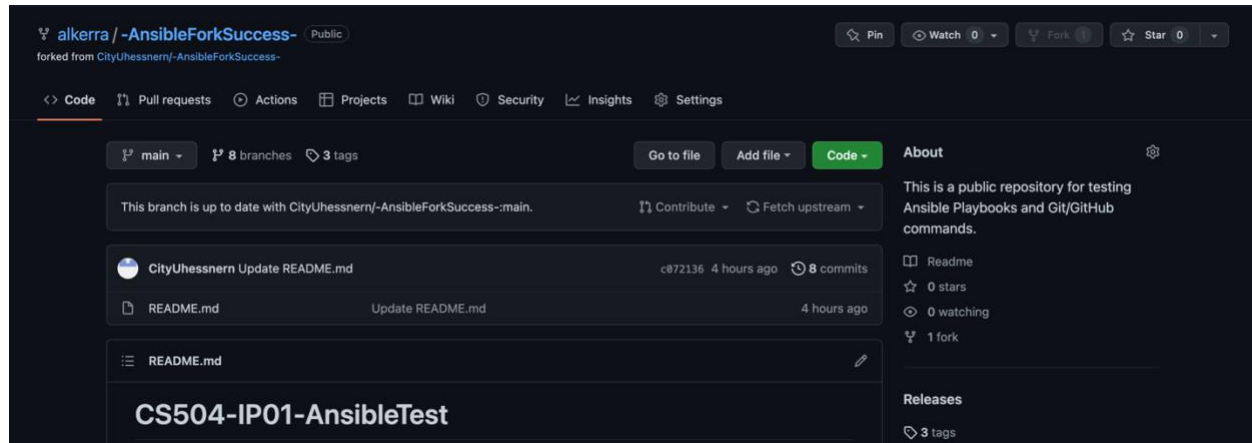 alkerra / -AnsibleForkSuccess- Public
Pin Watch 0 Fork 1 Star 0
forked from CityUhessnern/-AnsibleForkSuccess-
Code Pull requests Actions Projects Wiki Security Insights Settings
main 8 branches 3 tags Go to file Add file Code
This branch is up to date with CityUhessnern/-AnsibleForkSuccess-:main. Contribute Fetch upstream
CityUhessnern Update README.md c072136 4 hours ago 8 commits
README.md Update README.md 4 hours ago
README.md
CS504-IP01-AnsibleTest
About
This is a public repository for testing
Ansible Playbooks and Git/GitHub
commands.
Readme
0 stars
0 watching
1 fork
Releases
3 tags